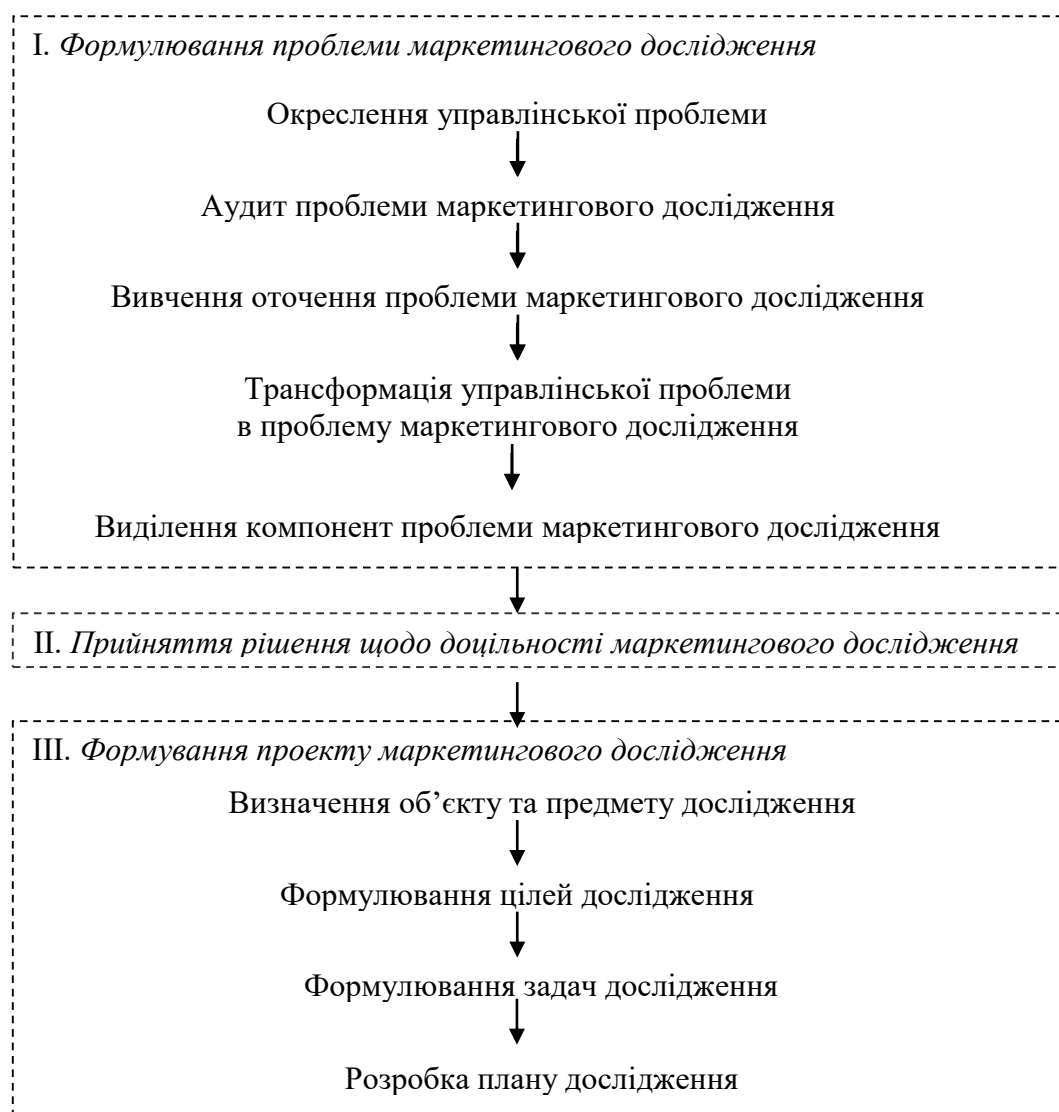 І. Формулювання проблеми маркетингового дослідження
Окреслення управлінської проблеми
Аудит проблеми маркетингового дослідження
Вивчення оточення проблеми маркетингового дослідження
Трансформація управлінської проблеми
в проблему маркетингового дослідження
Виділення компонент проблеми маркетингового дослідження
ІІ. Прийняття рішення щодо доцільності маркетингового дослідження
ІІІ. Формування проекту маркетингового дослідження
Визначення об’єкту та предмету дослідження
Формулювання цілей дослідження
Формулювання задач дослідження
Розробка плану дослідження